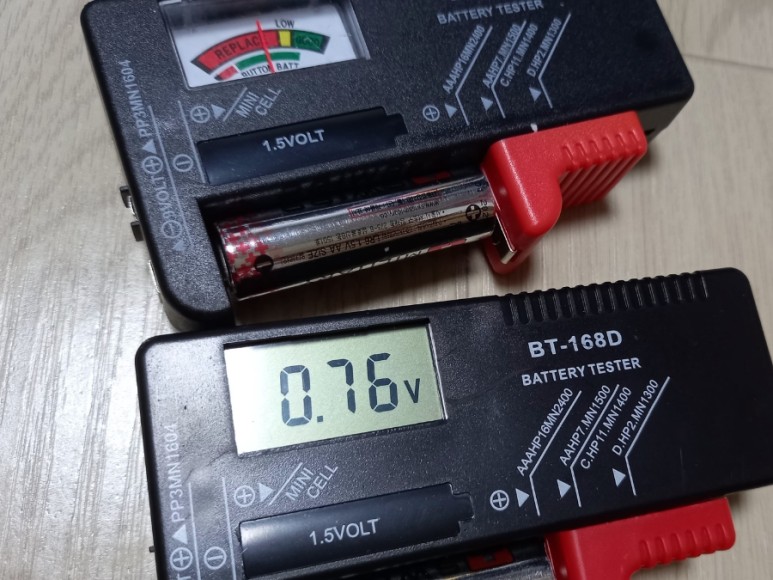 BATTERY TESTER
LOW
REPLAC
BUTTON BATT
AAAHP16MN2400
AAHP7.MN1500
C.HP11.MN1400
D.HP2.MN1300
MINI
CELL
⊕
⊕
⊖
1.5VOLT
⊕9VOLT⊕ PP3MN1604
BT-168D
BATTERY TESTER
0.76V
AAAHP16MN2400
AAHP7.MN1500
C.HP11.MN1400
D.HP2.MN1300
⊕
MINI
CELL
⊕
⊖
1.5VOLT
⊕ PP3MN1604